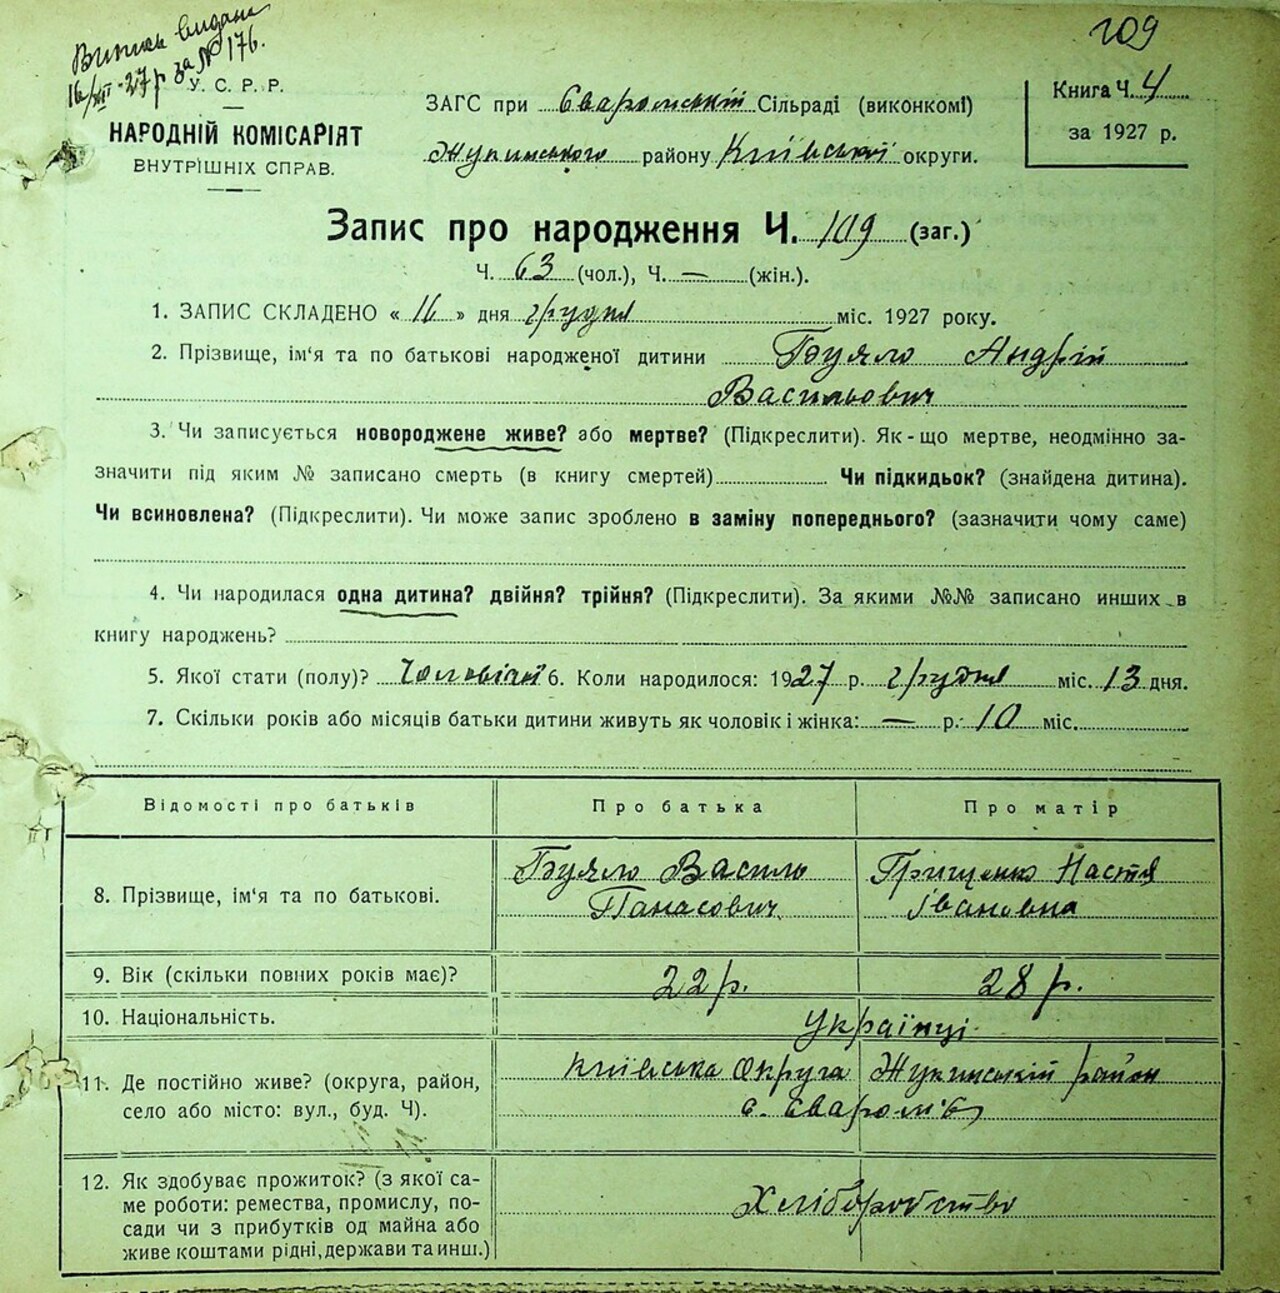 209
Випись видана
16/XII-27 р за № 176.
У. С. Р. Р.
НАРОДНІЙ КОМІСАРІЯТ
ВНУТРІШНІХ СПРАВ.
ЗАГС при Сваромській Сільраді (виконкомі)
Жукинського району Київської округи.
Книга Ч. 4
за 1927 р.
Запис про народження Ч. 109 (заг.)
Ч. 63 (чол.), Ч. — (жін.).
1. ЗАПИС СКЛАДЕНО « 16 » дня грудня міс. 1927 року.
2. Прізвище, ім‘я та по батькові народженої дитини Буяло Андрій
Васильович
3. Чи записується новороджене живе? або мертве? (Підкреслити). Як-що мертве, неодмінно за-
значити під яким № записано смерть (в книгу смертей) Чи підкидьок? (знайдена дитина).
Чи всиновлена? (Підкреслити). Чи може запис зроблено в заміну попереднього? (зазначити чому саме)
4. Чи народилася одна дитина? двійня? трійня? (Підкреслити). За якими №№ записано инших в
книгу народжень?
5. Якої стати (полу)? Чоловічої 6. Коли народилося: 1927 р. грудня міс. 13 дня.
7. Скільки років або місяців батьки дитини живуть як чоловік і жінка: — р. 10 міс.
Відомості про батьків Про батька Про матір
8. Прізвище, ім‘я та по батькові. Буяло Василь Панасович Грищенко Настя Івановна
9. Вік (скільки повних років має)? 22 р. 28 р.
10. Національність. Українці
11. Де постійно живе? (округа, район, Київська Округа Жукинській район
село або місто: вул., буд. Ч). с. Сваром'є
12. Як здобуває прожиток? (з якої са-
ме роботи: ремества, промислу, по- Хліборобство
сади чи з прибутків од майна або
живе коштами рідні, держави та инш.)